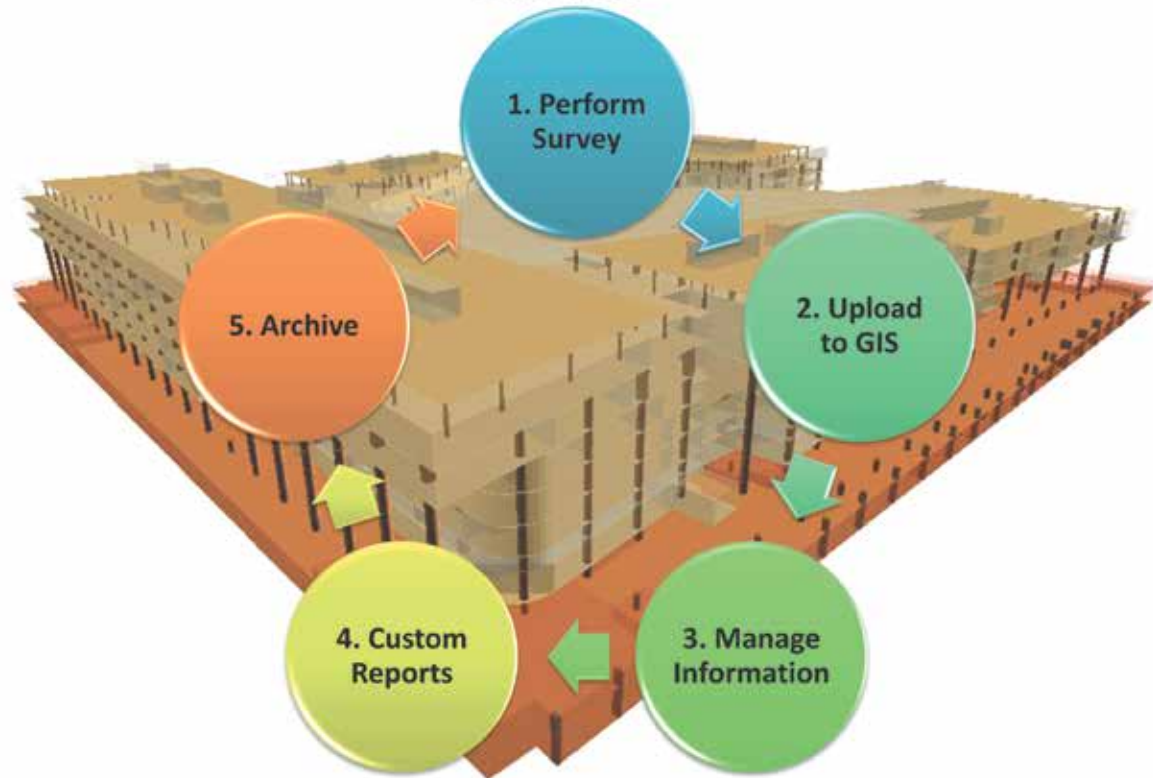 1. Perform
Survey
2. Upload
to GIS
3. Manage
Information
4. Custom
Reports
5. Archive